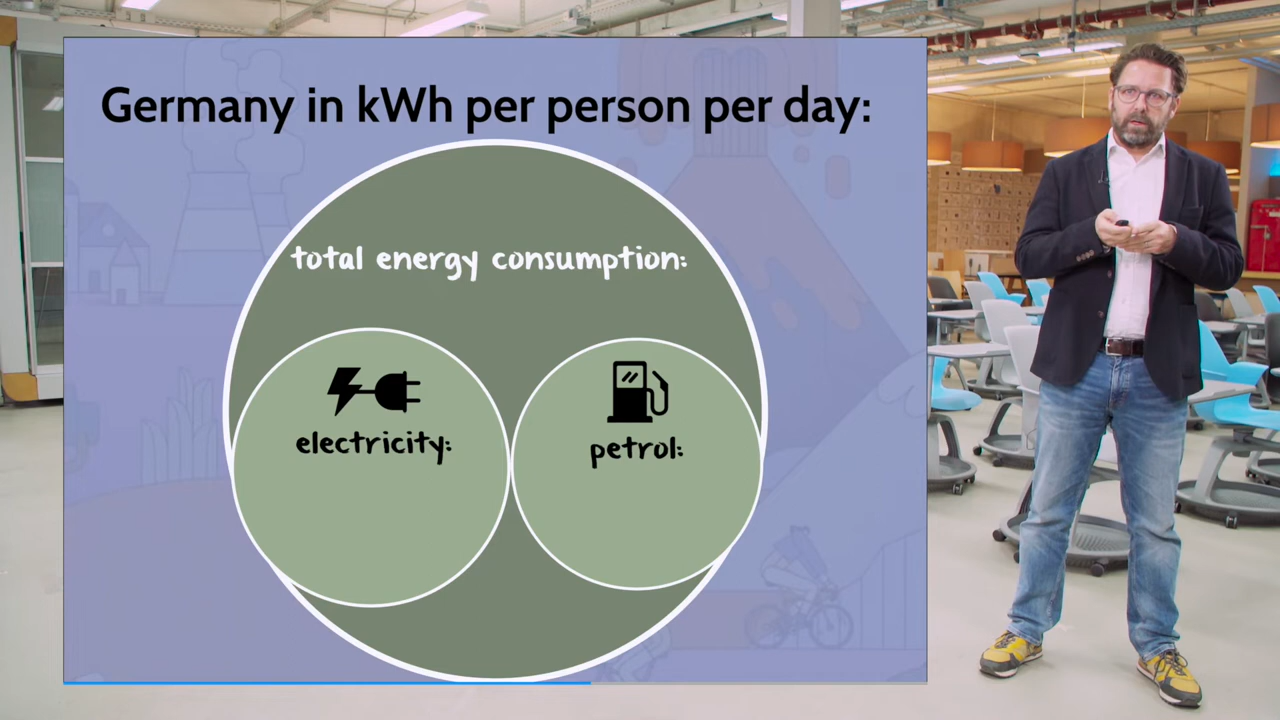 Germany in kWh per person per day:
total energy consumption:
electricity:
petrol: